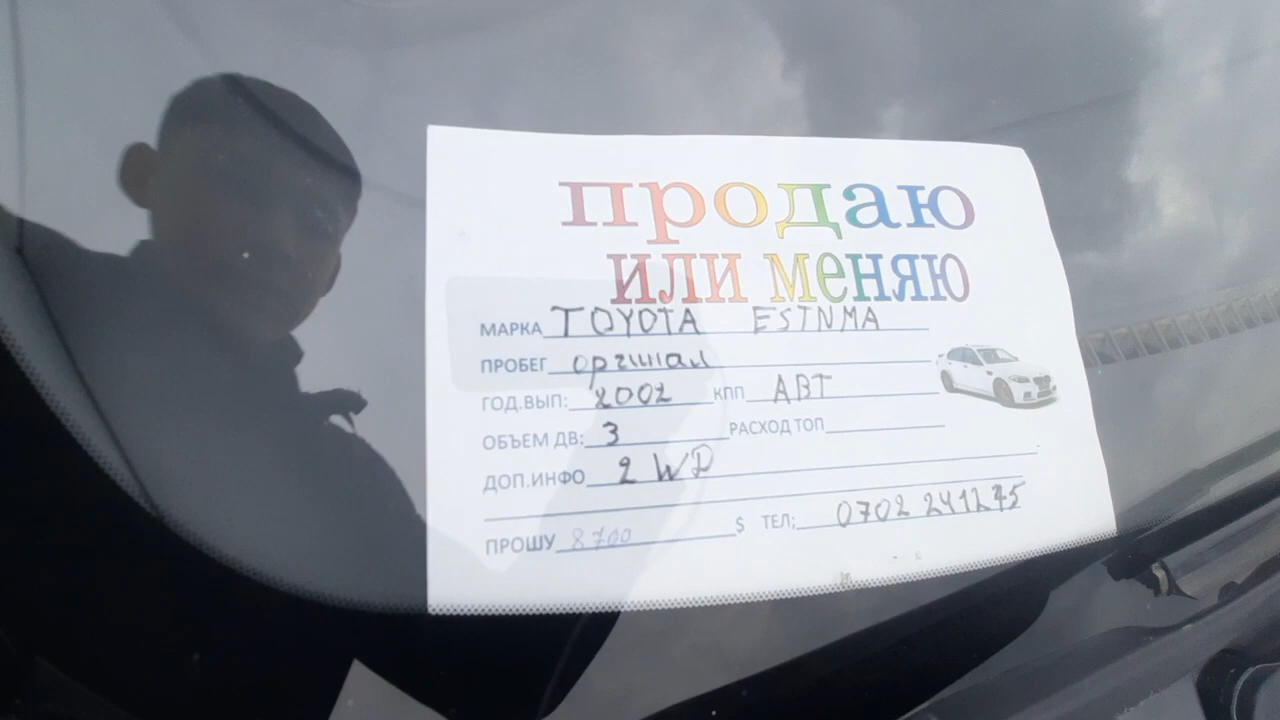 продаю
или меняю
МАРКА TOYOTA ESTNMA
ПРОБЕГ оргинал
ГОД.ВЫП: 2002 КПП АВТ
ОБЪЕМ ДВ: 3 РАСХОД ТОП
ДОП.ИНФО 2 WD
ПРОШУ 8700 $ ТЕЛ; 0702 241275